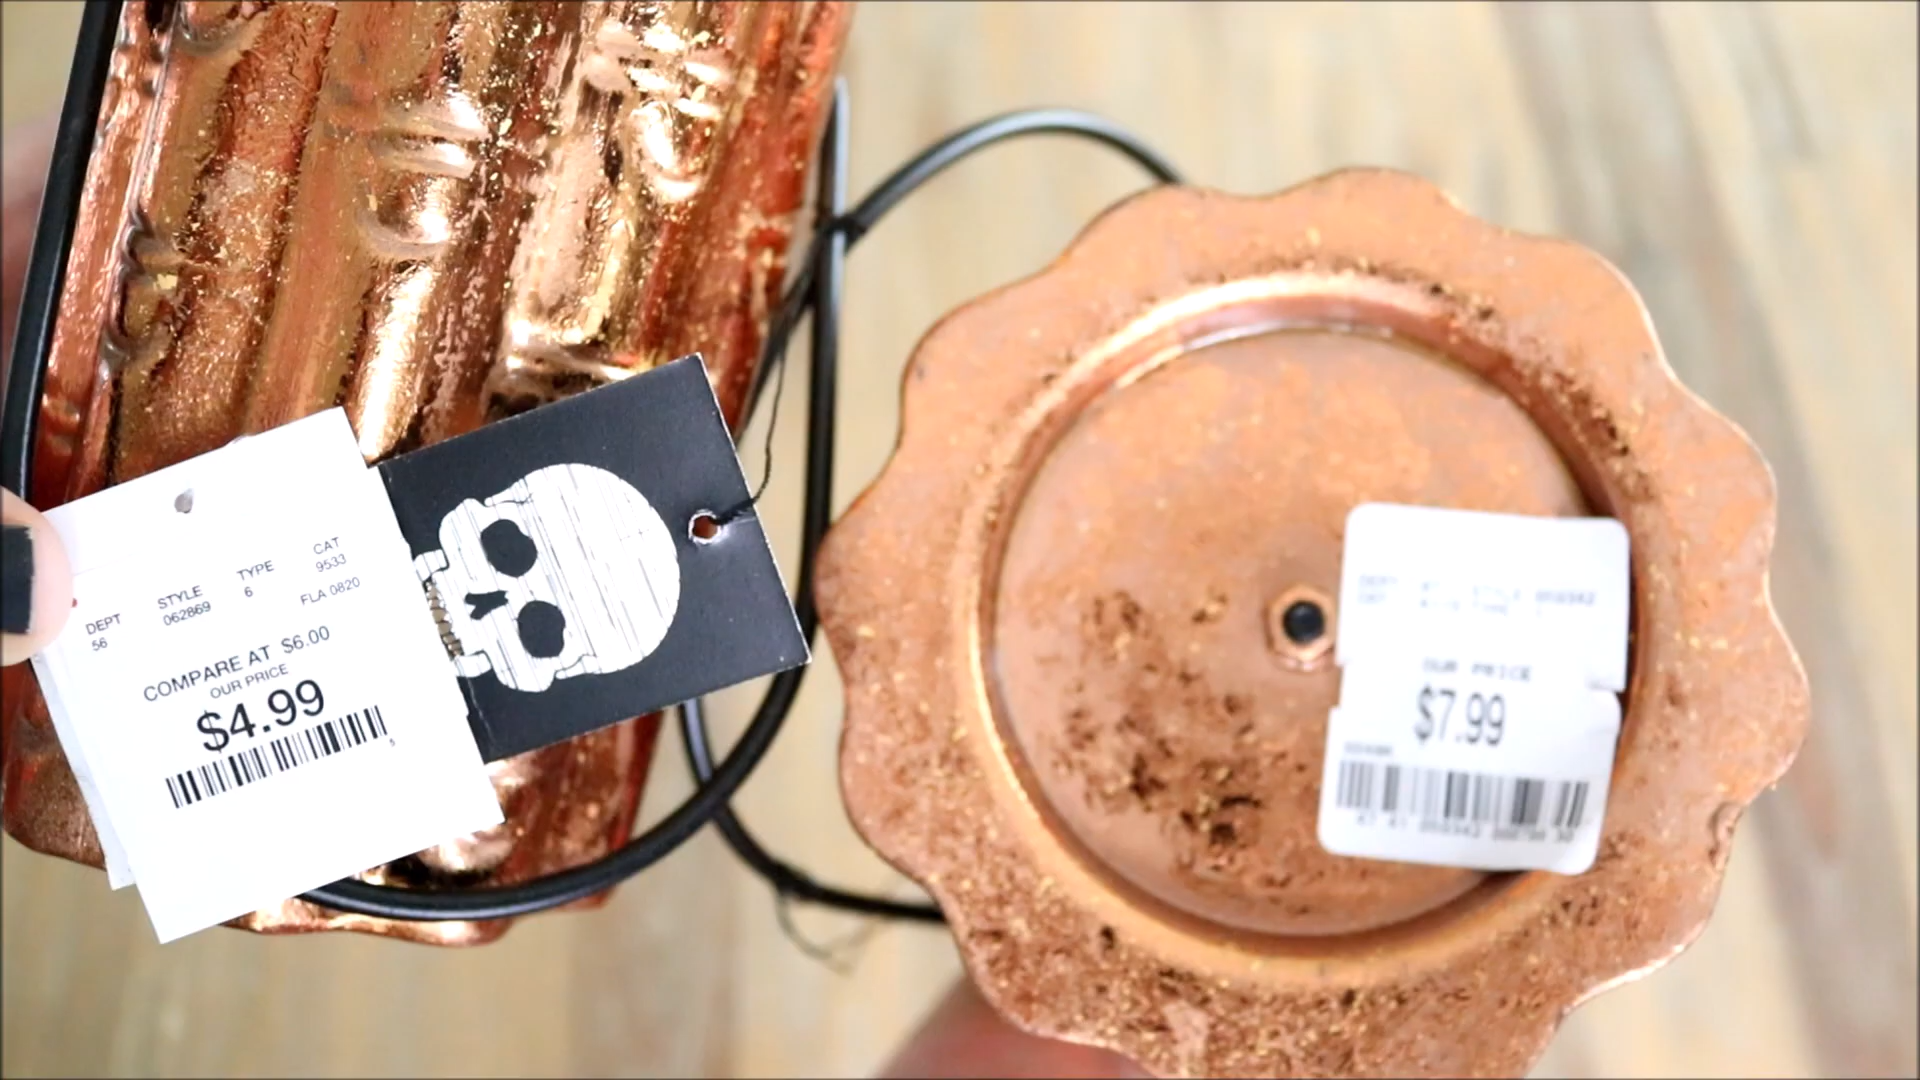 DEPT STYLE TYPE CAT
56 062869 6 9533
FLA 0820
COMPARE AT $6.00
OUR PRICE
$4.99
5
OUR PRICE
$7.99